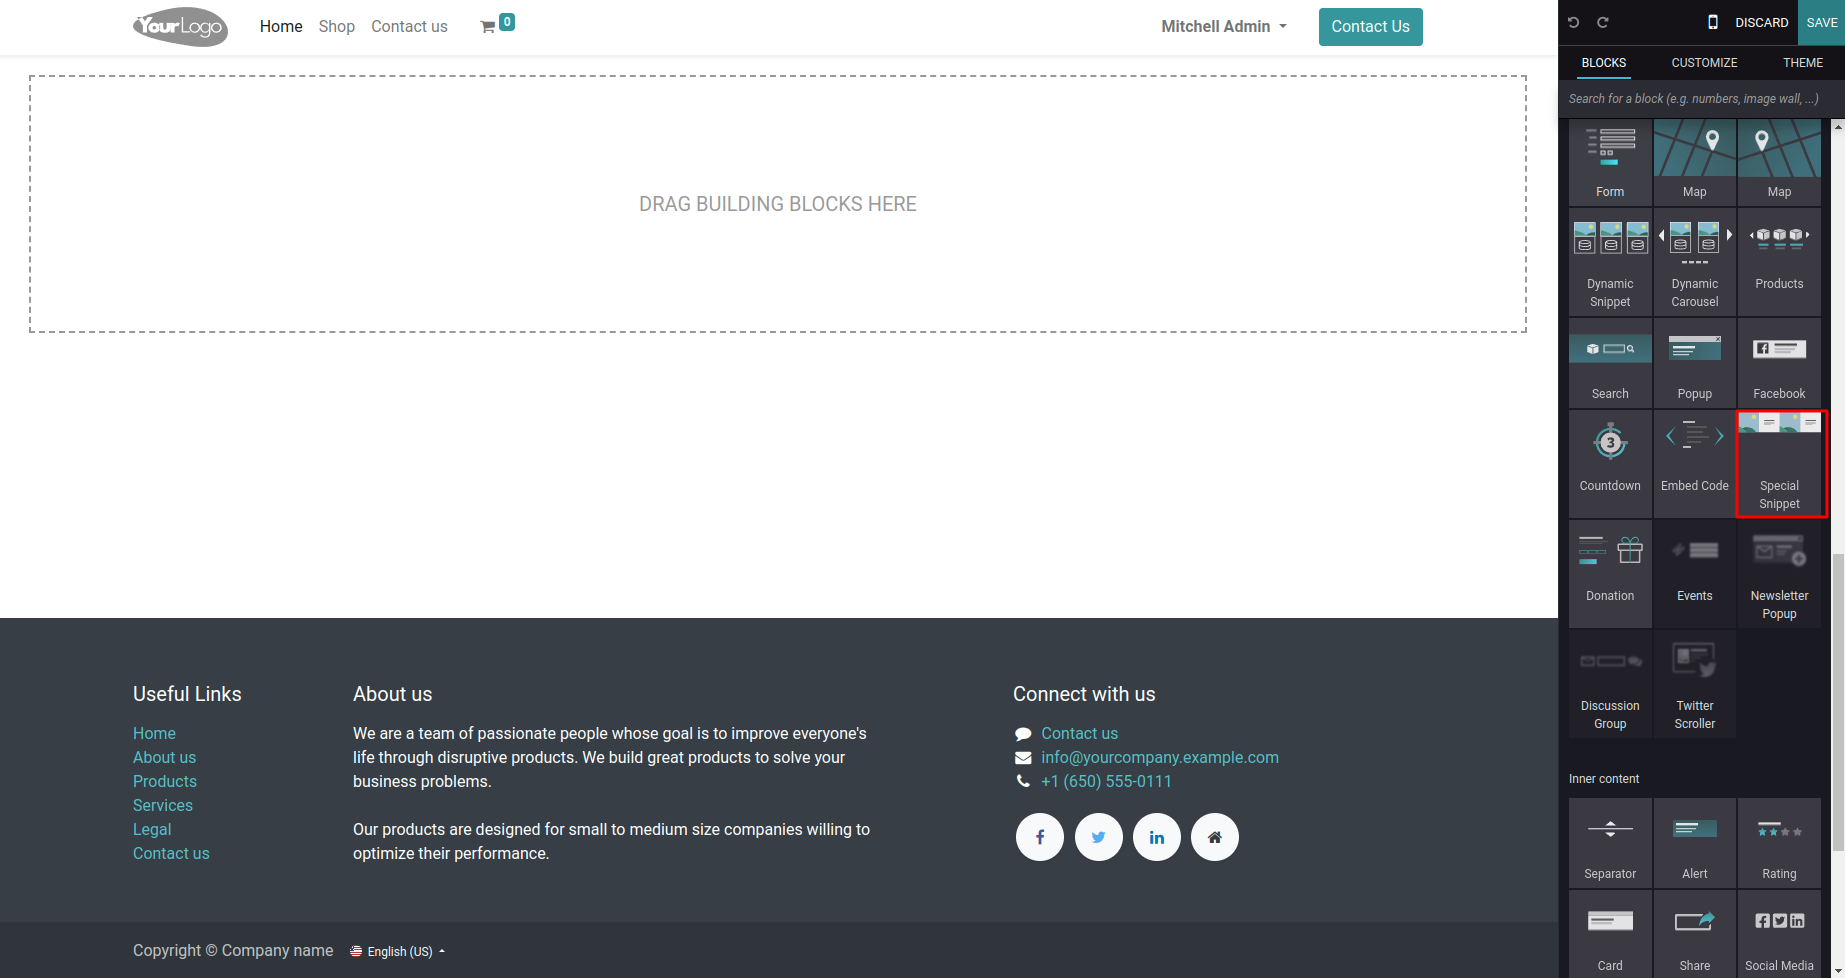 YourLogo
Home Shop Contact us 0 Mitchell Admin Contact Us
DISCARD SAVE
BLOCKS CUSTOMIZE THEME
Search for a block (e.g. numbers, image wall, ...)
DRAG BUILDING BLOCKS HERE
Form Map Map
Dynamic Snippet
Dynamic Carousel
Products
Search Popup Facebook
3
Countdown Embed Code
Special Snippet
Donation Events
Newsletter Popup
Discussion Group
Twitter Scroller
Inner content
Separator Alert Rating
Card Share Social Media
Useful Links
Home
About us
Products
Services
Legal
Contact us
About us
We are a team of passionate people whose goal is to improve everyone's
life through disruptive products. We build great products to solve your
business problems.
Our products are designed for small to medium size companies willing to
optimize their performance.
Connect with us
Contact us
info@yourcompany.example.com
+1 (650) 555-0111
Copyright © Company name English (US)